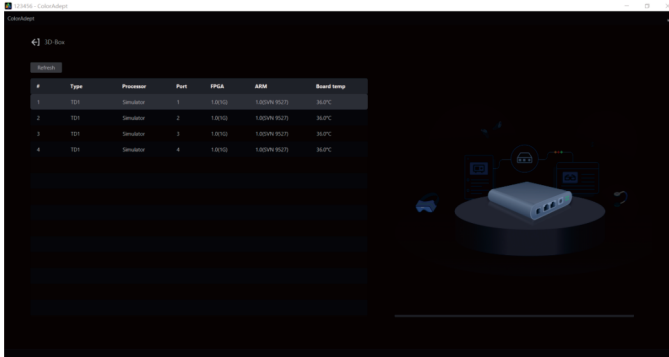 123456 - ColorAdept
ColorAdept
3D-Box
Refresh
# Type Processor Port FPGA ARM Board temp
1 TD1 Simulator 1 1.0(1G) 1.0(SVN 9527) 36.0°C
2 TD1 Simulator 2 1.0(1G) 1.0(SVN 9527) 36.0°C
3 TD1 Simulator 3 1.0(1G) 1.0(SVN 9527) 36.0°C
4 TD1 Simulator 4 1.0(1G) 1.0(SVN 9527) 36.0°C